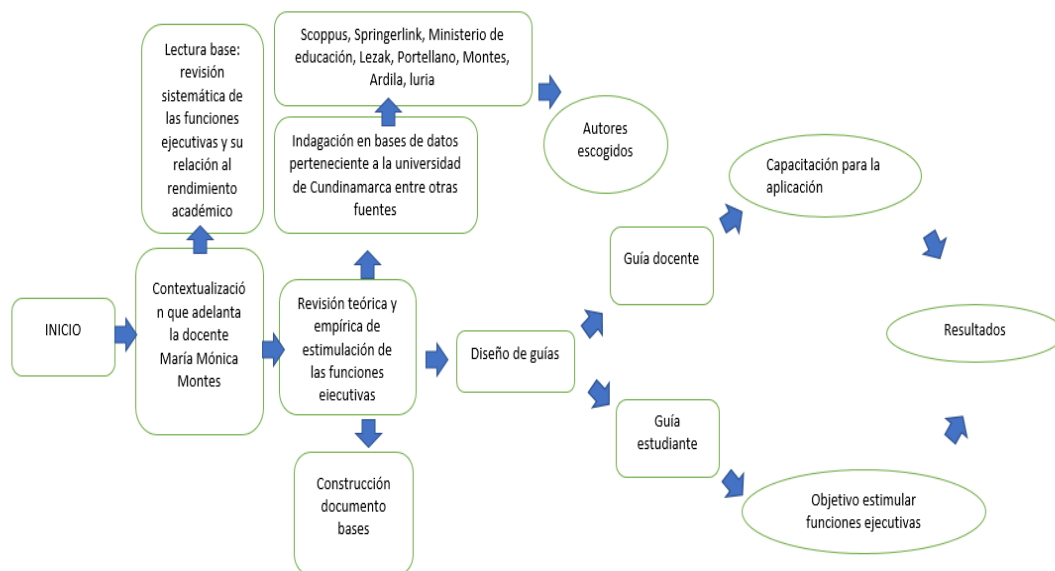 INICIO
Contextualizació
n que adelanta
la docente
María Mónica
Montes
Lectura base:
revisión
sistemática de
las funciones
ejecutivas y su
relación al
rendimiento
académico
Revisión teórica y
empírica de
estimulación de
las funciones
ejecutivas
Indagación en bases de datos
perteneciente a la universidad
de Cundinamarca entre otras
fuentes
Scoppus, Springerlink, Ministerio de
educación, Lezak, Portellano, Montes,
Ardila, luria
Autores
escogidos
Construcción
documento
bases
Diseño de guías
Guía docente
Capacitación para la
aplicación
Guía
estudiante
Objetivo estimular
funciones ejecutivas
Resultados